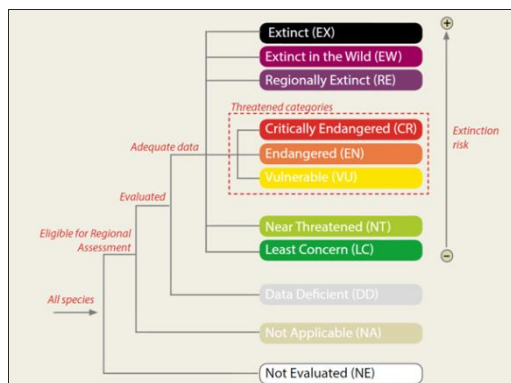 Extinct (EX)
Extinct in the Wild (EW)
Regionally Extinct (RE)
Threatened categories
Critically Endangered (CR)
Adequate data
Endangered (EN)
Extinction
risk
Vulnerable (VU)
Evaluated
Near Threatened (NT)
Eligible for Regional
Assessment
Least Concern (LC)
Data Deficient (DD)
All species
Not Applicable (NA)
Not Evaluated (NE)
+
−